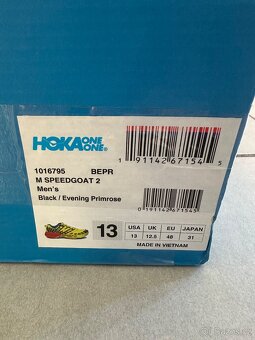 HOKA ONE ONE
1 91142 67154 5
1016795 BEPR
M SPEEDGOAT 2
Men's
Black / Evening Primrose
0191142671545
13
USA UK EU JAPAN
13 12.5 48 31
MADE IN VIETNAM